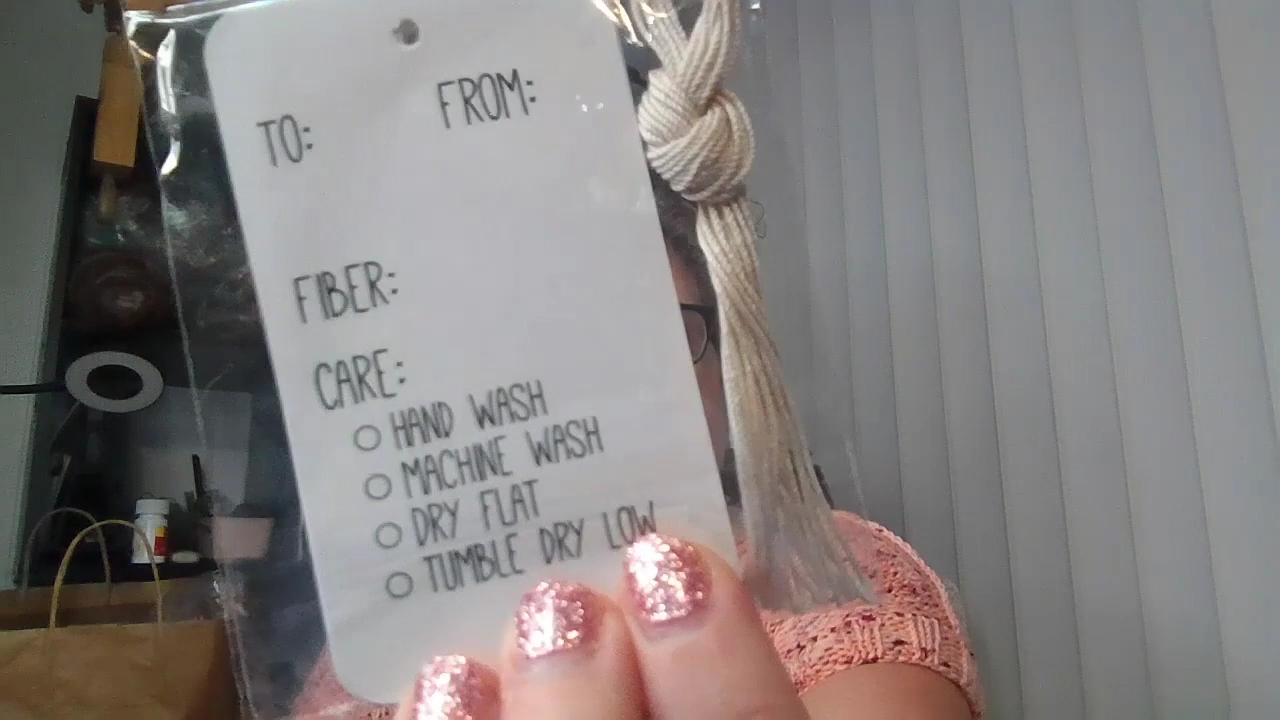 TO: FROM:
FIBER:
CARE:
HAND WASH
MACHINE WASH
DRY FLAT
TUMBLE DRY LOW